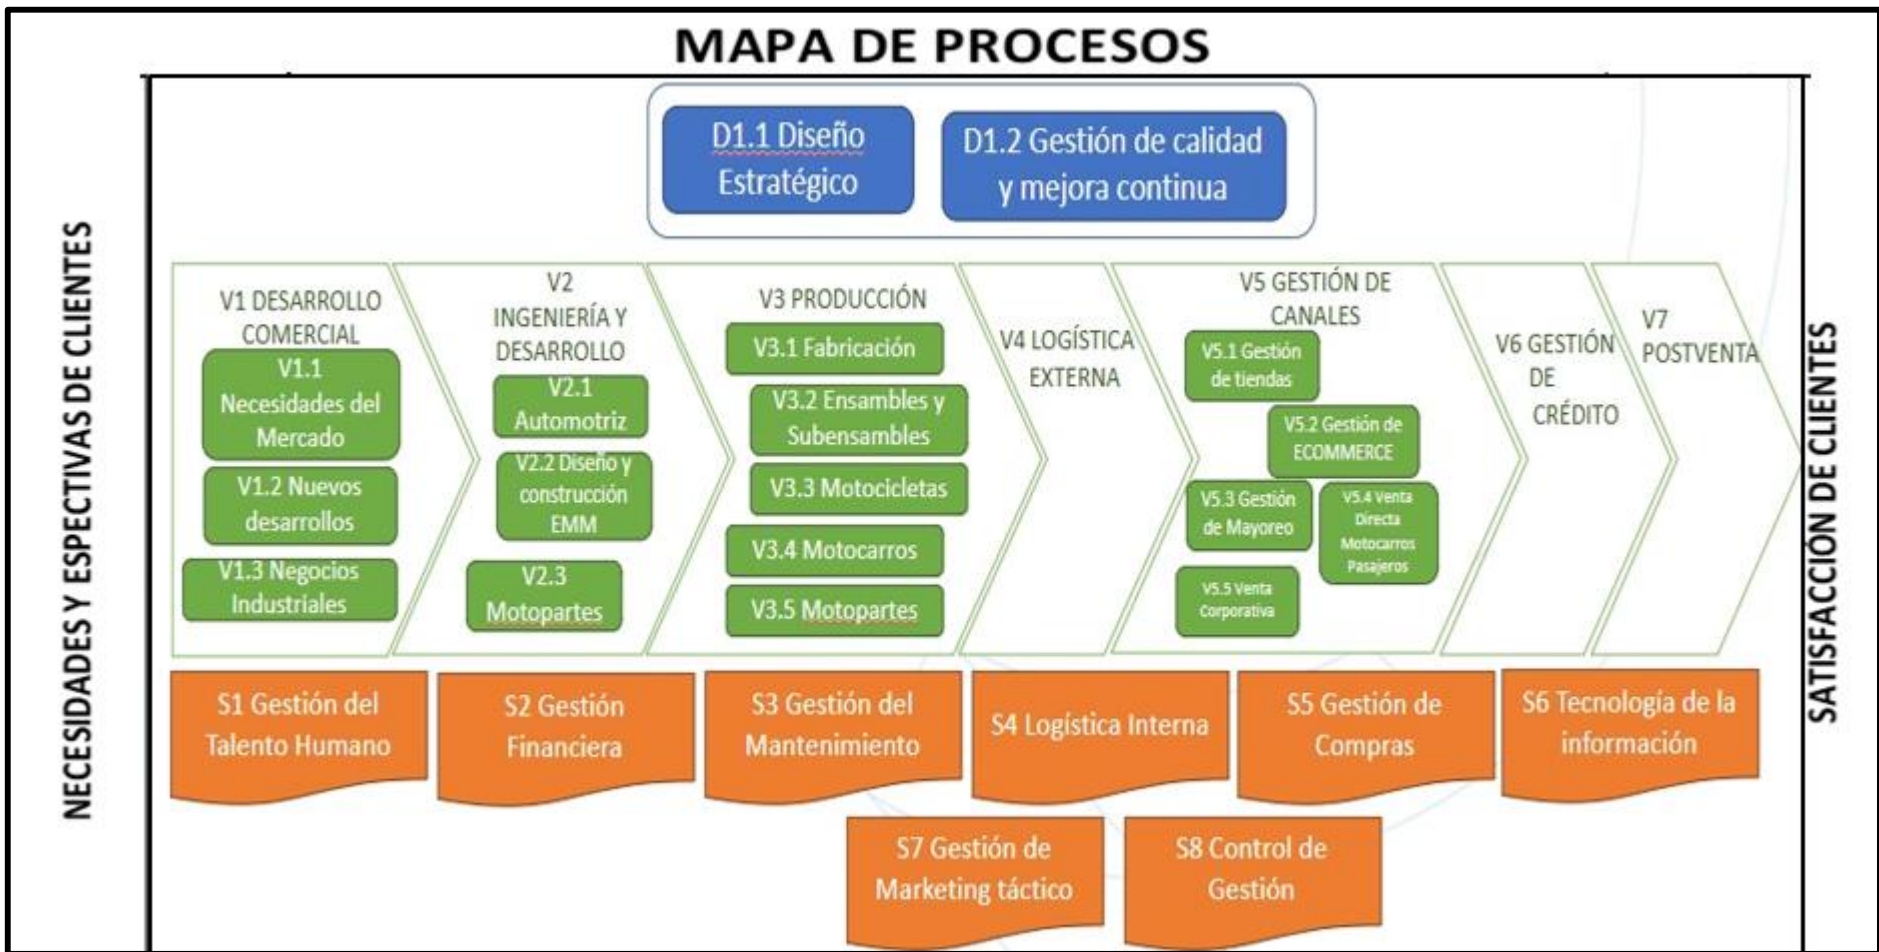 MAPA DE PROCESOS
D1.1 Diseño
Estratégico
D1.2 Gestión de calidad
y mejora continua
NECESIDADES Y ESPECTIVAS DE CLIENTES
V1 DESARROLLO
COMERCIAL
V1.1
Necesidades del
Mercado
V1.2 Nuevos
desarrollos
V1.3 Negocios
Industriales
V2
INGENIERÍA Y
DESARROLLO
V2.1
Automotriz
V2.2 Diseño y
construcción
EMM
V2.3
Motopartes
V3 PRODUCCIÓN
V3.1 Fabricación
V3.2 Ensambles y
Subensambles
V3.3 Motocicletas
V3.4 Motocarros
V3.5 Motopartes
V4 LOGÍSTICA
EXTERNA
V5 GESTIÓN DE
CANALES
V5.1 Gestión
de tiendas
V5.2 Gestión de
ECOMMERCE
V5.3 Gestión
de Mayoreo
V5.4 Venta
Directa
Motocarros
Pasajeros
V5.5 Venta
Corporativa
V6 GESTIÓN
DE
CRÉDITO
V7
POSTVENTA
SATISFACCIÓN DE CLIENTES
S1 Gestión del
Talento Humano
S2 Gestión
Financiera
S3 Gestión del
Mantenimiento
S4 Logística Interna
S5 Gestión de
Compras
S6 Tecnología de la
información
S7 Gestión de
Marketing táctico
S8 Control de
Gestión